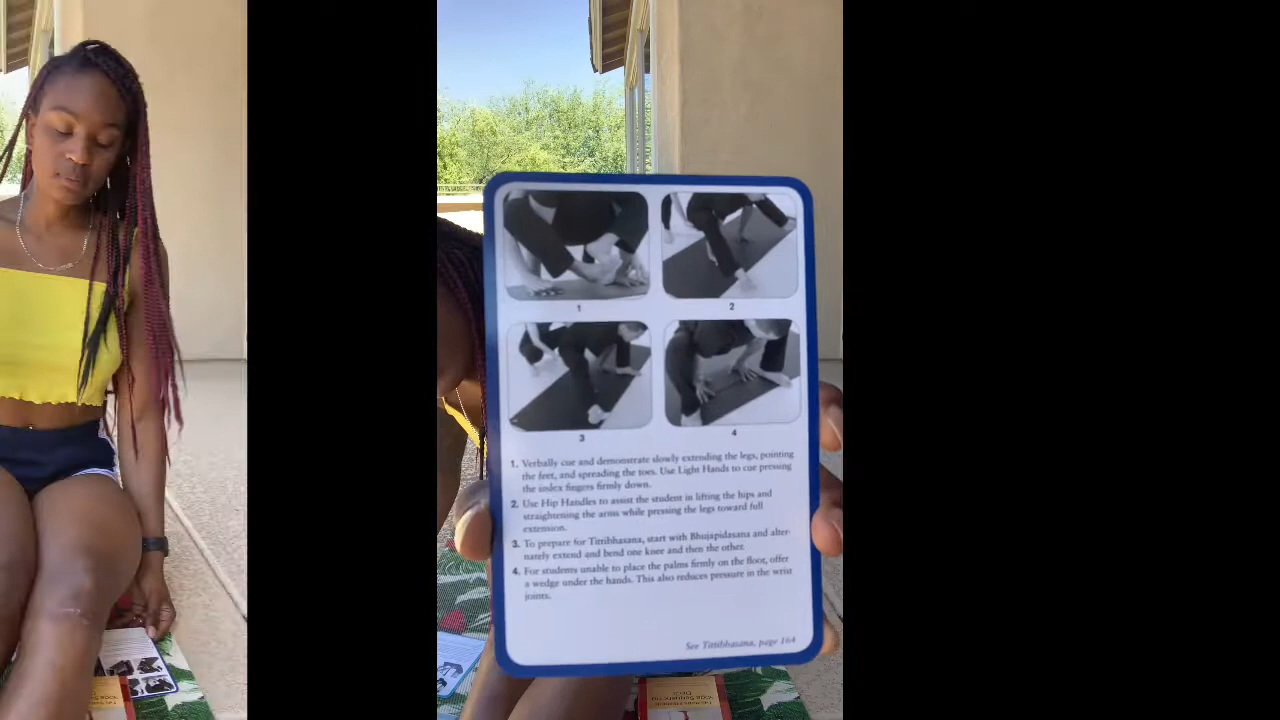 1
2
3
4
1. Verbally cue and demonstrate slowly extending the legs, pointing
the feet, and spreading the toes. Use Light Hands to cue pressing
the index fingers firmly down.
2. Use Hip Handles to assist the student in lifting the hips and
straightening the arms while pressing the legs toward full
extension.
3. To prepare for Tittibhasana, start with Bhujapidasana and alter-
nately extend and bend one knee and then the other.
4. For students unable to place the palms firmly on the floor, offer
a wedge under the hands. This also reduces pressure in the wrist
joints.
See Tittibhasana, page 164